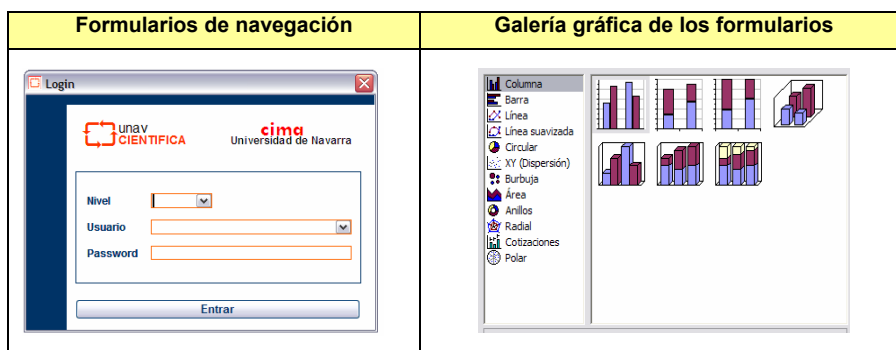 Formularios de navegación
Galería gráfica de los formularios
Login
unav
CIENTIFICA
cima
Universidad de Navarra
Nivel
Usuario
Password
Entrar
Columna
Barra
Línea
Línea suavizada
Circular
XY (Dispersión)
Burbuja
Área
Anillos
Radial
Cotizaciones
Polar